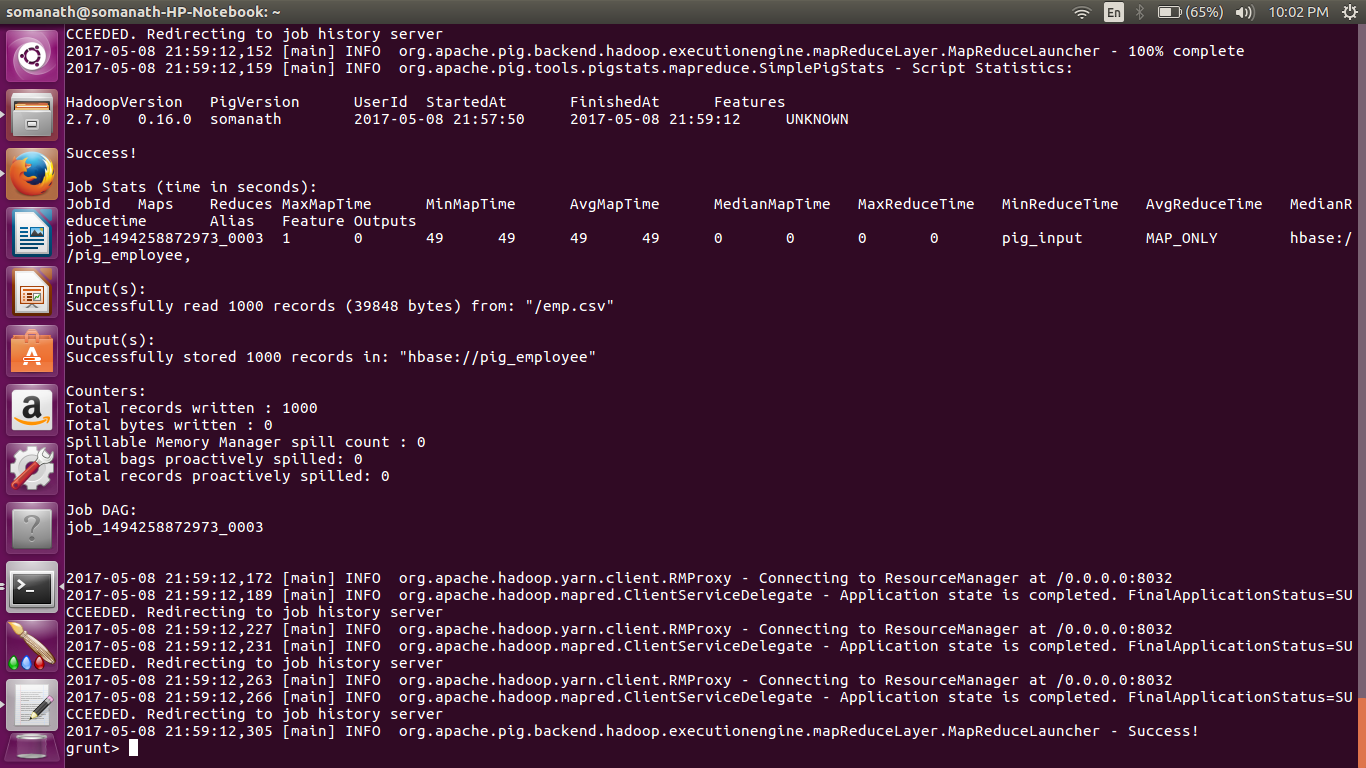 somanath@somanath-HP-Notebook: ~ En (65%) 10:02 PM
CCEEDED. Redirecting to job history server
2017-05-08 21:59:12,152 [main] INFO  org.apache.pig.backend.hadoop.executionengine.mapReduceLayer.MapReduceLauncher - 100% complete
2017-05-08 21:59:12,159 [main] INFO  org.apache.pig.tools.pigstats.mapreduce.SimplePigStats - Script Statistics:
HadoopVersion   PigVersion      UserId  StartedAt       FinishedAt      Features
2.7.0   0.16.0  somanath        2017-05-08 21:57:50     2017-05-08 21:59:12     UNKNOWN
Success!
Job Stats (time in seconds):
JobId   Maps    Reduces MaxMapTime      MinMapTime      AvgMapTime      MedianMapTime   MaxReduceTime   MinReduceTime   AvgReduceTime   MedianR
educetime       Alias   Feature Outputs
job_1494258872973_0003  1       0       49      49      49      49      0       0       0       0       pig_input       MAP_ONLY        hbase:/
/pig_employee,
Input(s):
Successfully read 1000 records (39848 bytes) from: "/emp.csv"
Output(s):
Successfully stored 1000 records in: "hbase://pig_employee"
Counters:
Total records written : 1000
Total bytes written : 0
Spillable Memory Manager spill count : 0
Total bags proactively spilled: 0
Total records proactively spilled: 0
Job DAG:
job_1494258872973_0003
2017-05-08 21:59:12,172 [main] INFO  org.apache.hadoop.yarn.client.RMProxy - Connecting to ResourceManager at /0.0.0.0:8032
2017-05-08 21:59:12,189 [main] INFO  org.apache.hadoop.mapred.ClientServiceDelegate - Application state is completed. FinalApplicationStatus=SU
CCEEDED. Redirecting to job history server
2017-05-08 21:59:12,227 [main] INFO  org.apache.hadoop.yarn.client.RMProxy - Connecting to ResourceManager at /0.0.0.0:8032
2017-05-08 21:59:12,231 [main] INFO  org.apache.hadoop.mapred.ClientServiceDelegate - Application state is completed. FinalApplicationStatus=SU
CCEEDED. Redirecting to job history server
2017-05-08 21:59:12,263 [main] INFO  org.apache.hadoop.yarn.client.RMProxy - Connecting to ResourceManager at /0.0.0.0:8032
2017-05-08 21:59:12,266 [main] INFO  org.apache.hadoop.mapred.ClientServiceDelegate - Application state is completed. FinalApplicationStatus=SU
CCEEDED. Redirecting to job history server
2017-05-08 21:59:12,305 [main] INFO  org.apache.pig.backend.hadoop.executionengine.mapReduceLayer.MapReduceLauncher - Success!
grunt>